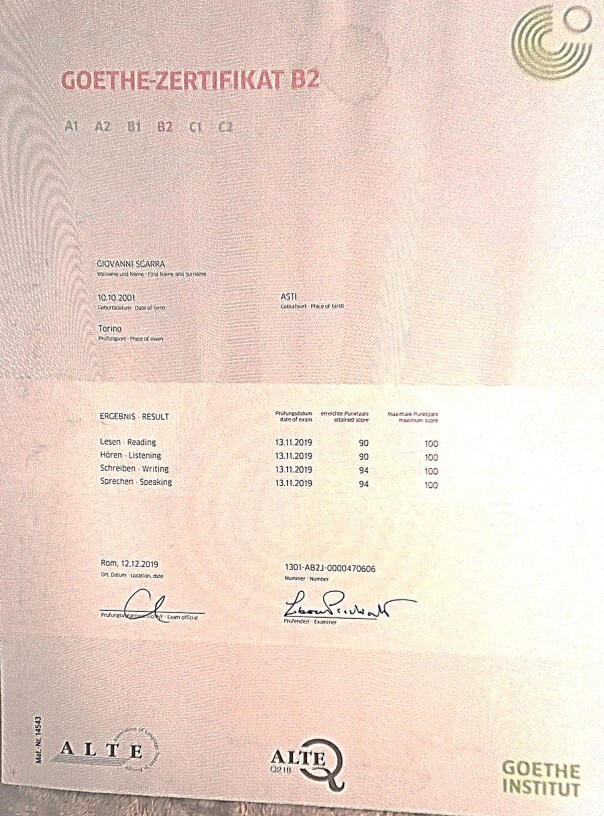 GOETHE-ZERTIFIKAT B2
A1 A2 B1 B2 C1 C2
GIOVANNI SGARRA
Vorname und Name · First Name and Surname
10.10.2001 ASTI
Geburtsdatum · Date of birth Geburtsort · Place of birth
Torino
Prüfungsort · Place of exam
ERGEBNIS · RESULT Prüfungsdatum erreichte Punktzahl maximale Punktzahl
date of exam attained score maximum score
Lesen · Reading 13.11.2019 90 100
Hören · Listening 13.11.2019 90 100
Schreiben · Writing 13.11.2019 94 100
Sprechen · Speaking 13.11.2019 94 100
Rom, 12.12.2019 1301-AB2J-0000470606
Ort, Datum · Location, date Nummer · Number
Exam official Prüfende/r · Examiner
Mat.-Nr. 14543
ALTE
ALTE
Q218
GOETHE
INSTITUT